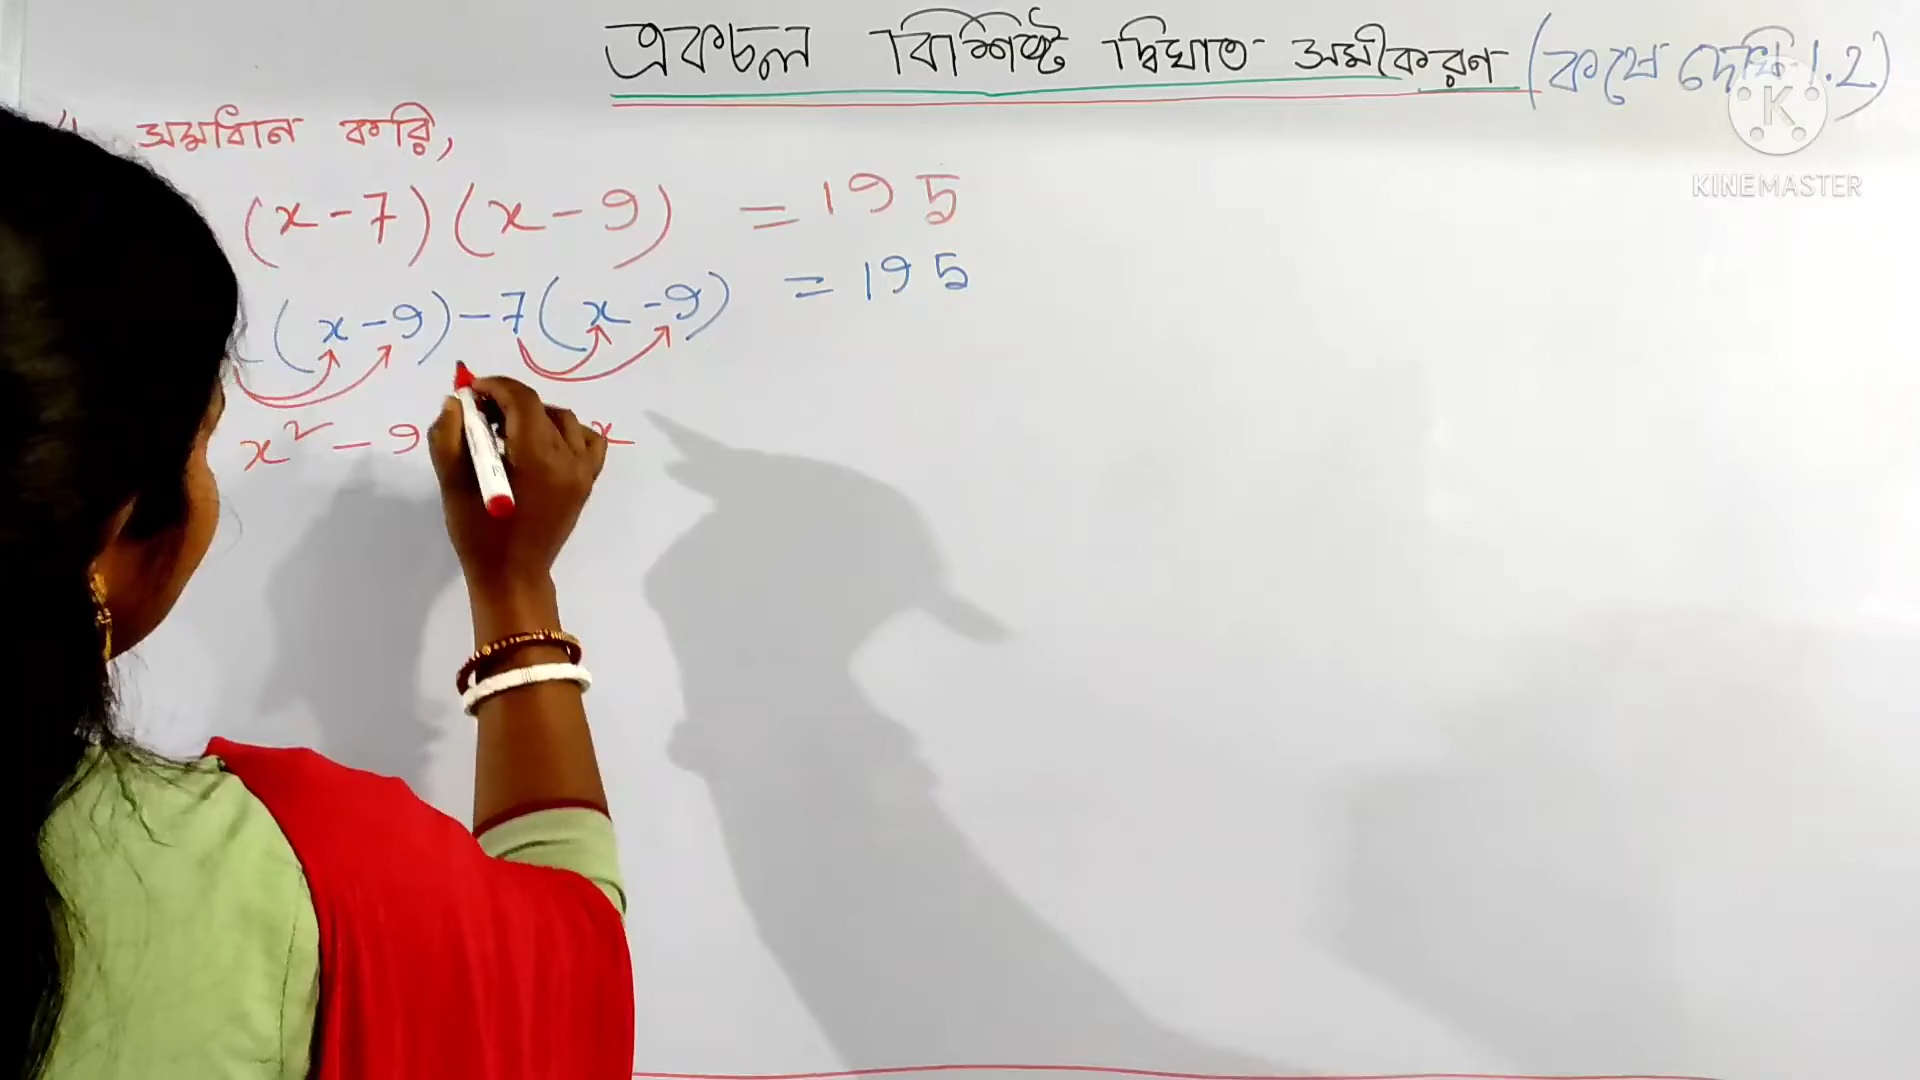 একচল বিশিষ্ট দ্বিঘাত সমীকরণ (কষে দেখি 1.2)
সমাধান করি,
(x-7) (x-9) = 195
(x-9) -7 (x-9) = 195
x² - 9 x
K
KINEMASTER